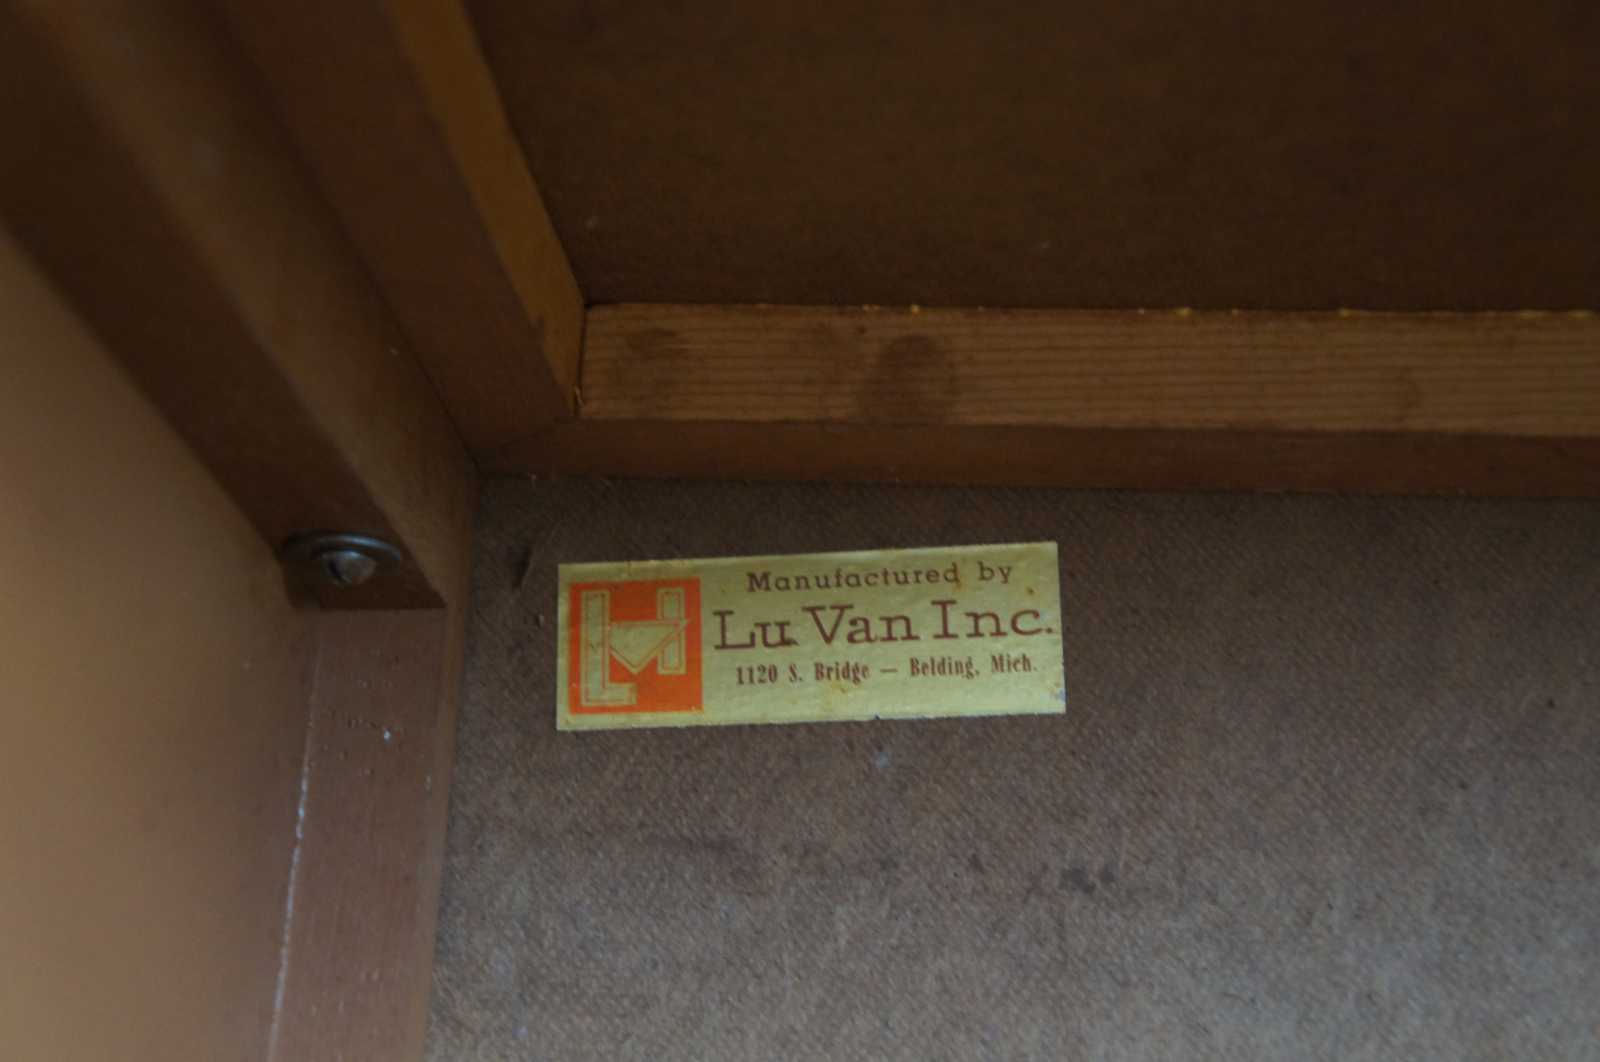 Manufactured by
Lu Van Inc.
1120 S. Bridge — Belding, Mich.